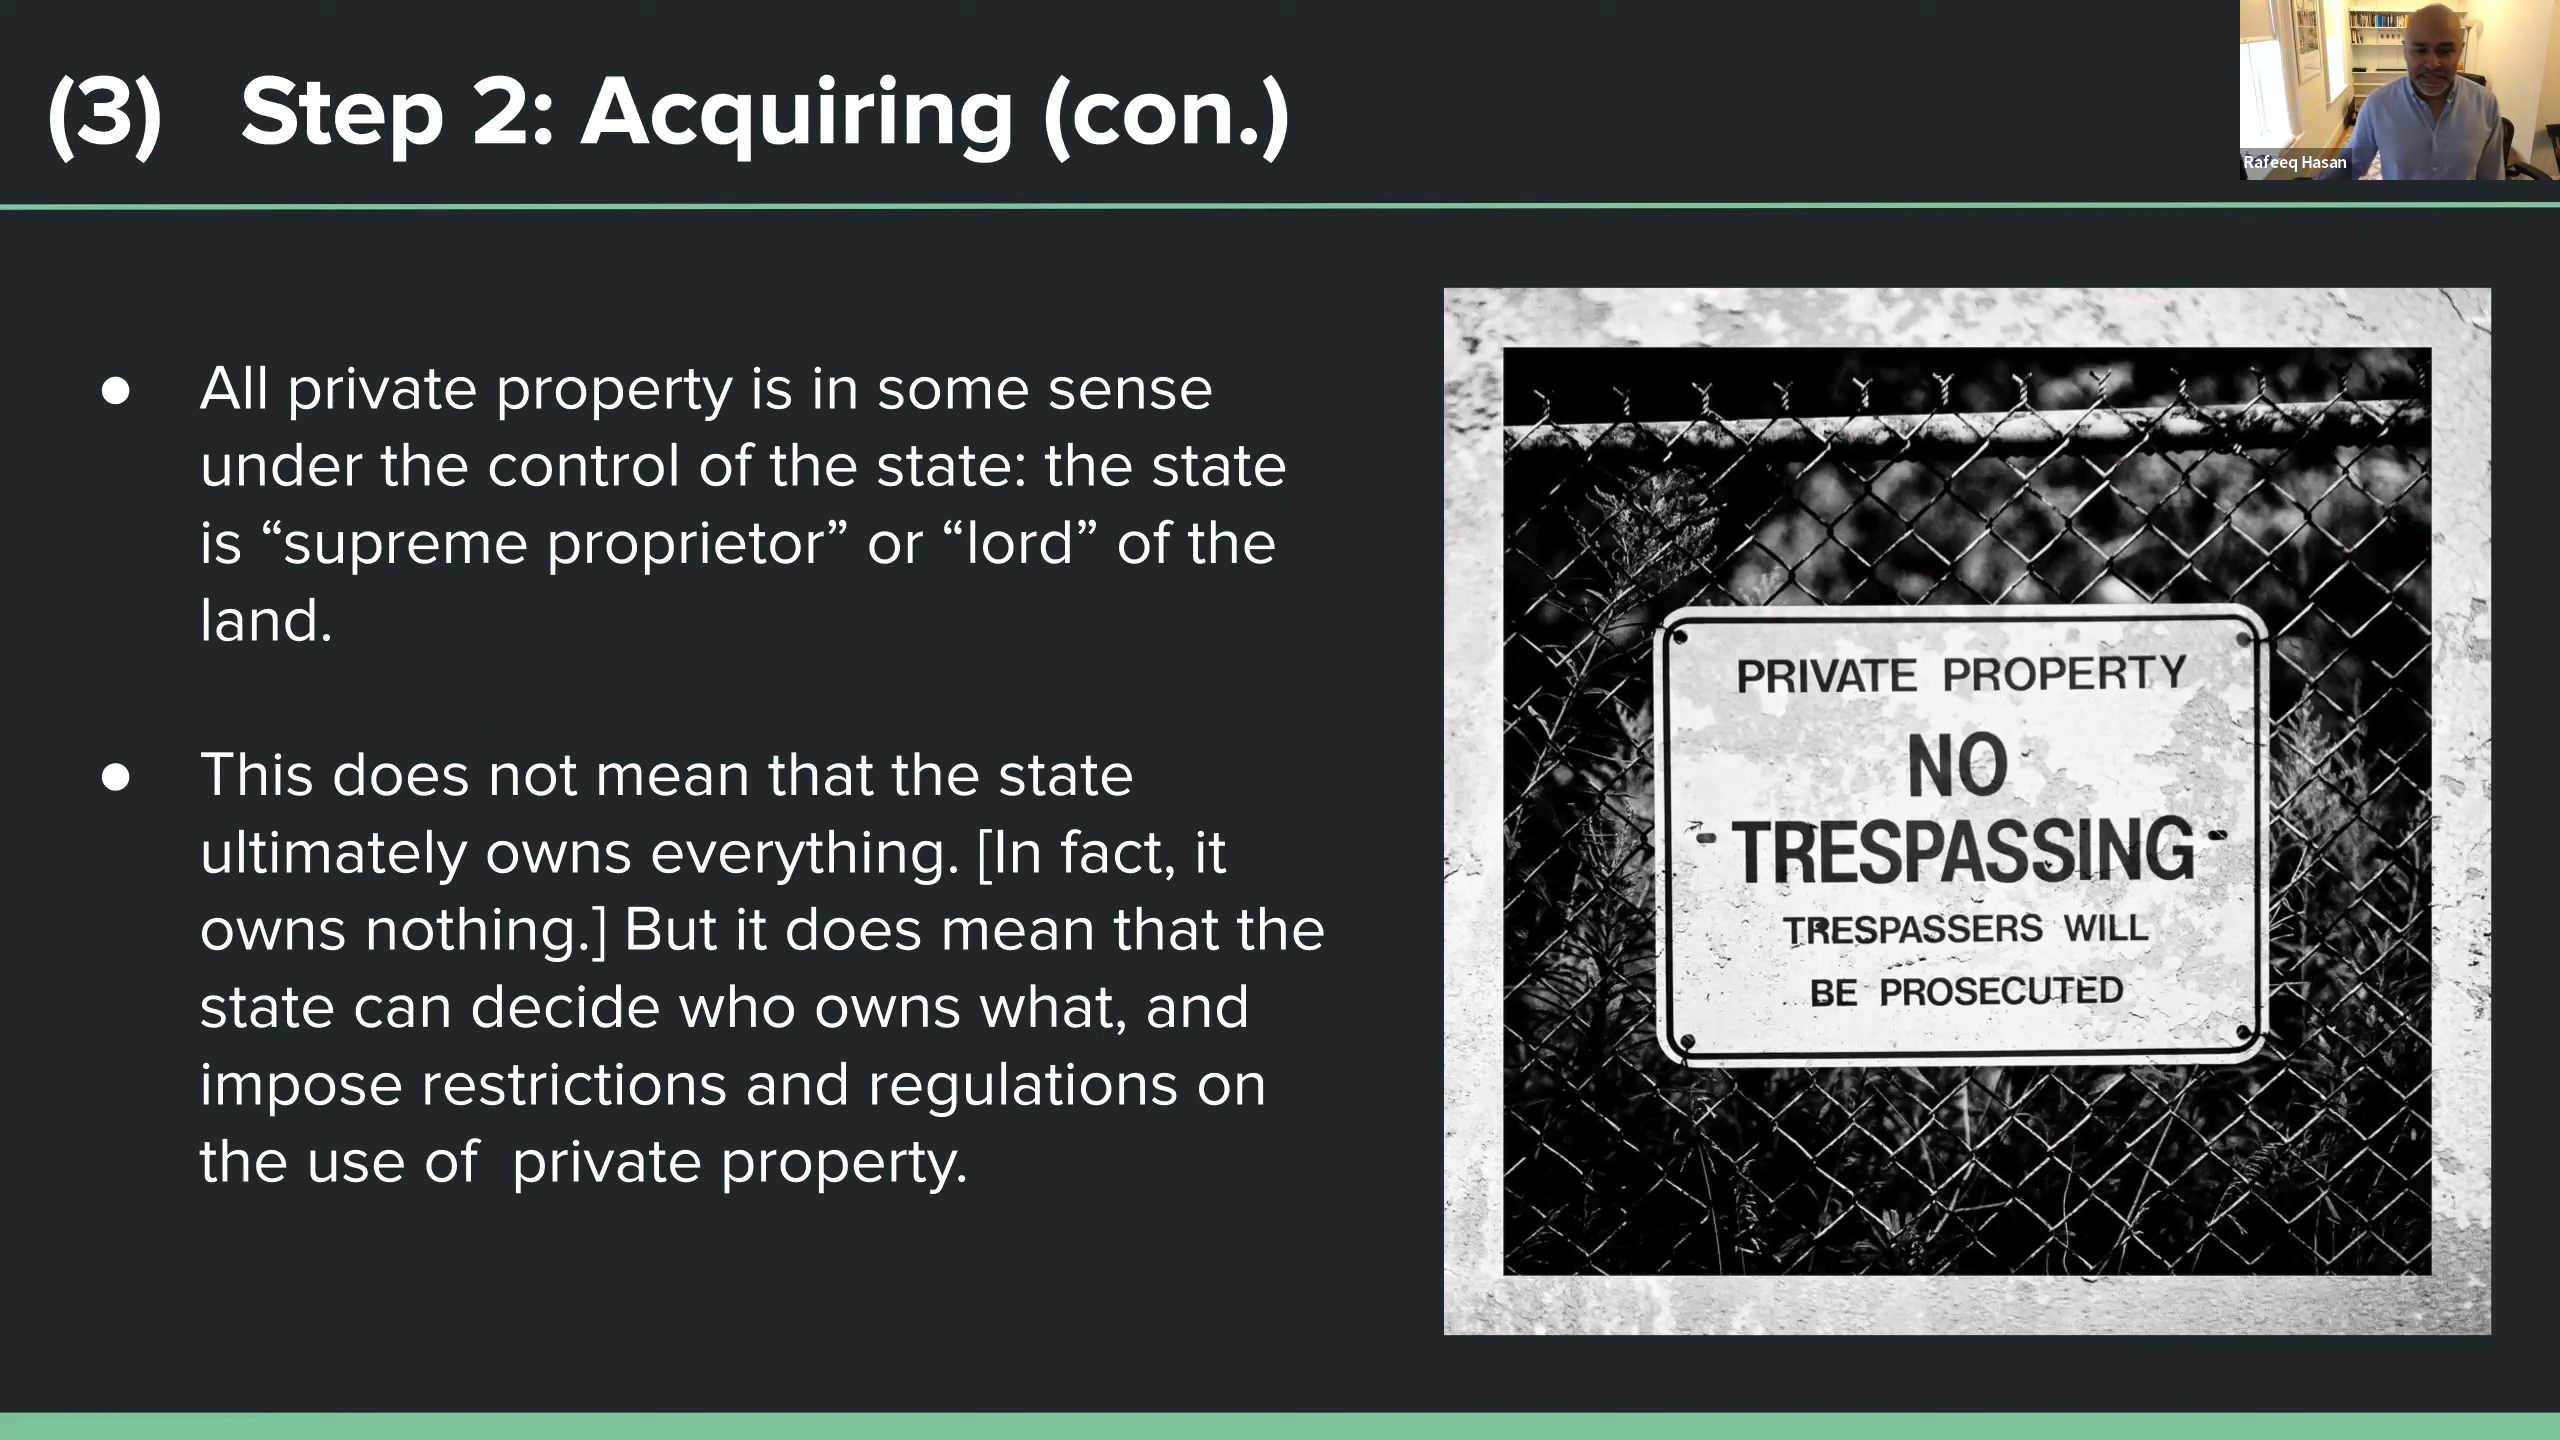 (3) Step 2: Acquiring (con.)
Rafeeq Hasan
● All private property is in some sense
under the control of the state: the state
is “supreme proprietor” or “lord” of the
land.
● This does not mean that the state
ultimately owns everything. [In fact, it
owns nothing.] But it does mean that the
state can decide who owns what, and
impose restrictions and regulations on
the use of  private property.
PRIVATE PROPERTY
NO
TRESPASSING
TRESPASSERS WILL
BE PROSECUTED